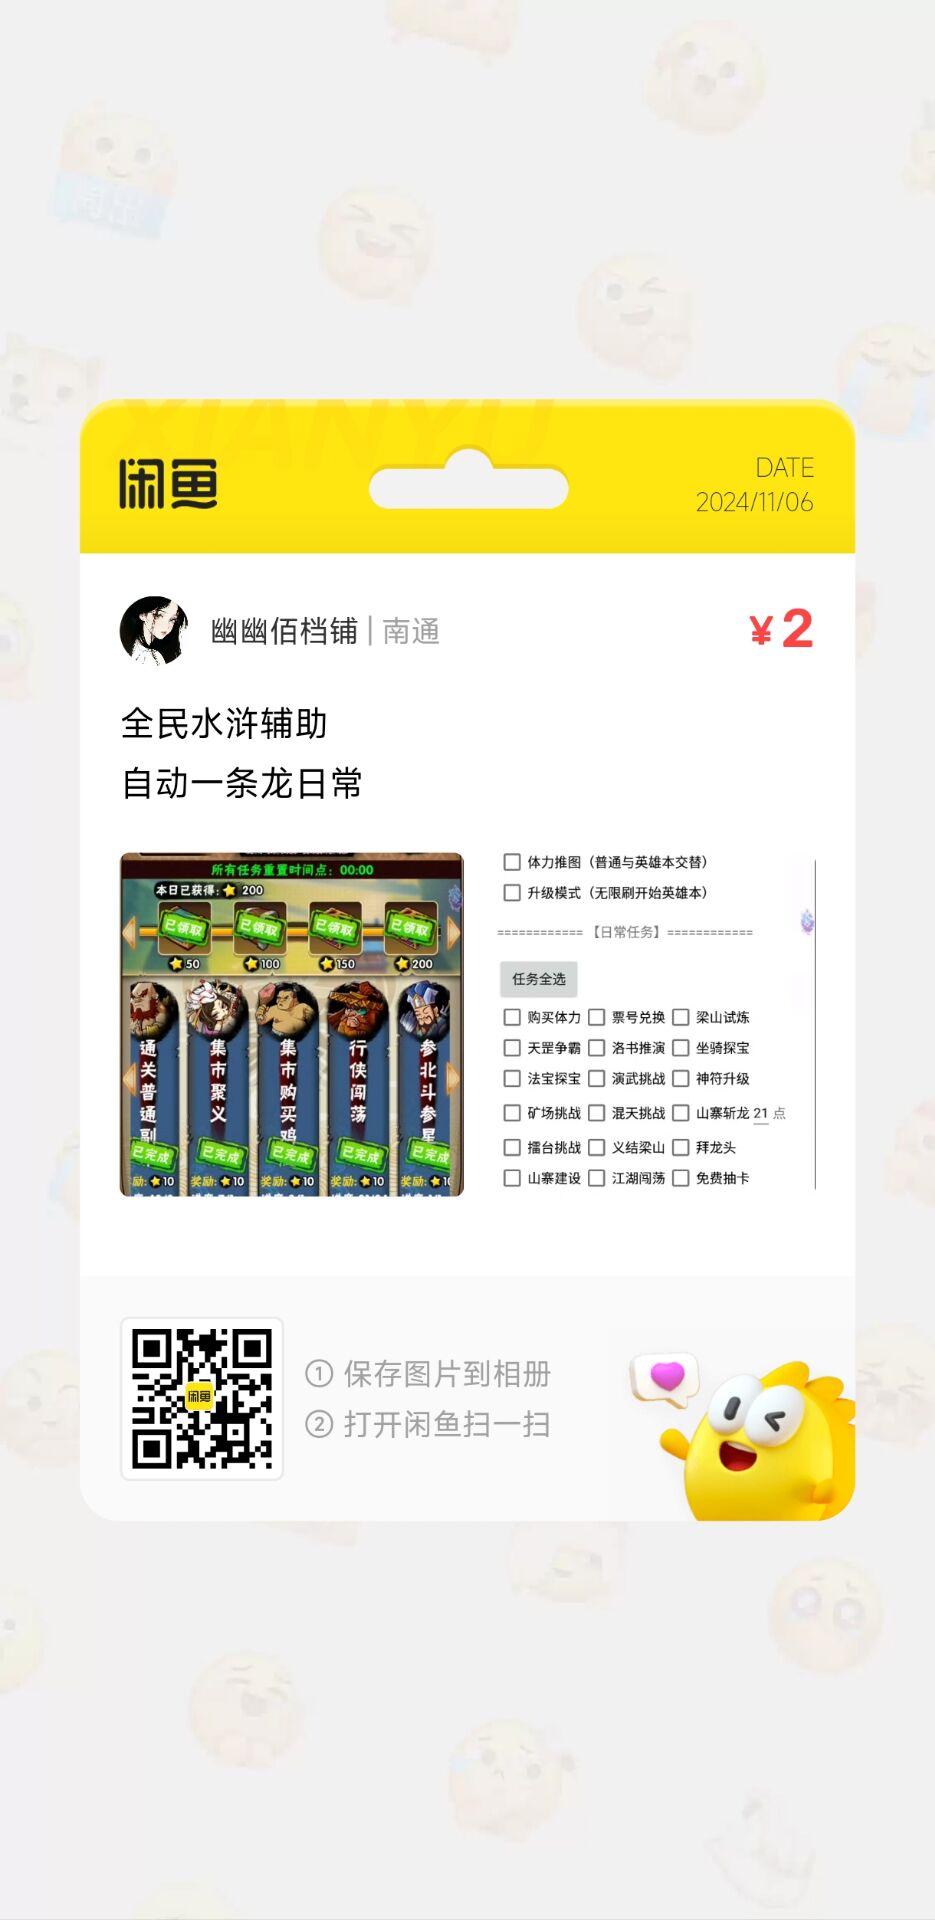 XIANYU
闲鱼
DATE
2024/11/06
幽幽佰档铺 | 南通
¥2
全民水浒辅助
自动一条龙日常
所有任务重置时间点：00:00
本日已获得：200
已领取 已领取 已领取 已领取
50 100 150 200
通关普通副
集市聚义
集市购买鸡
行侠闯荡
参北斗参星
已完成 已完成 已完成 已完成 已完成
励：10 奖励：10 奖励：10 奖励：10 奖励：10
体力推图（普通与英雄本交替）
升级模式（无限刷开始英雄本）
============【日常任务】============
任务全选
购买体力 票号兑换 梁山试炼
天罡争霸 洛书推演 坐骑探宝
法宝探宝 演武挑战 神符升级
矿场挑战 混天挑战 山寨斩龙 21 点
擂台挑战 义结梁山 拜龙头
山寨建设 江湖闯荡 免费抽卡
闲鱼
① 保存图片到相册
② 打开闲鱼扫一扫